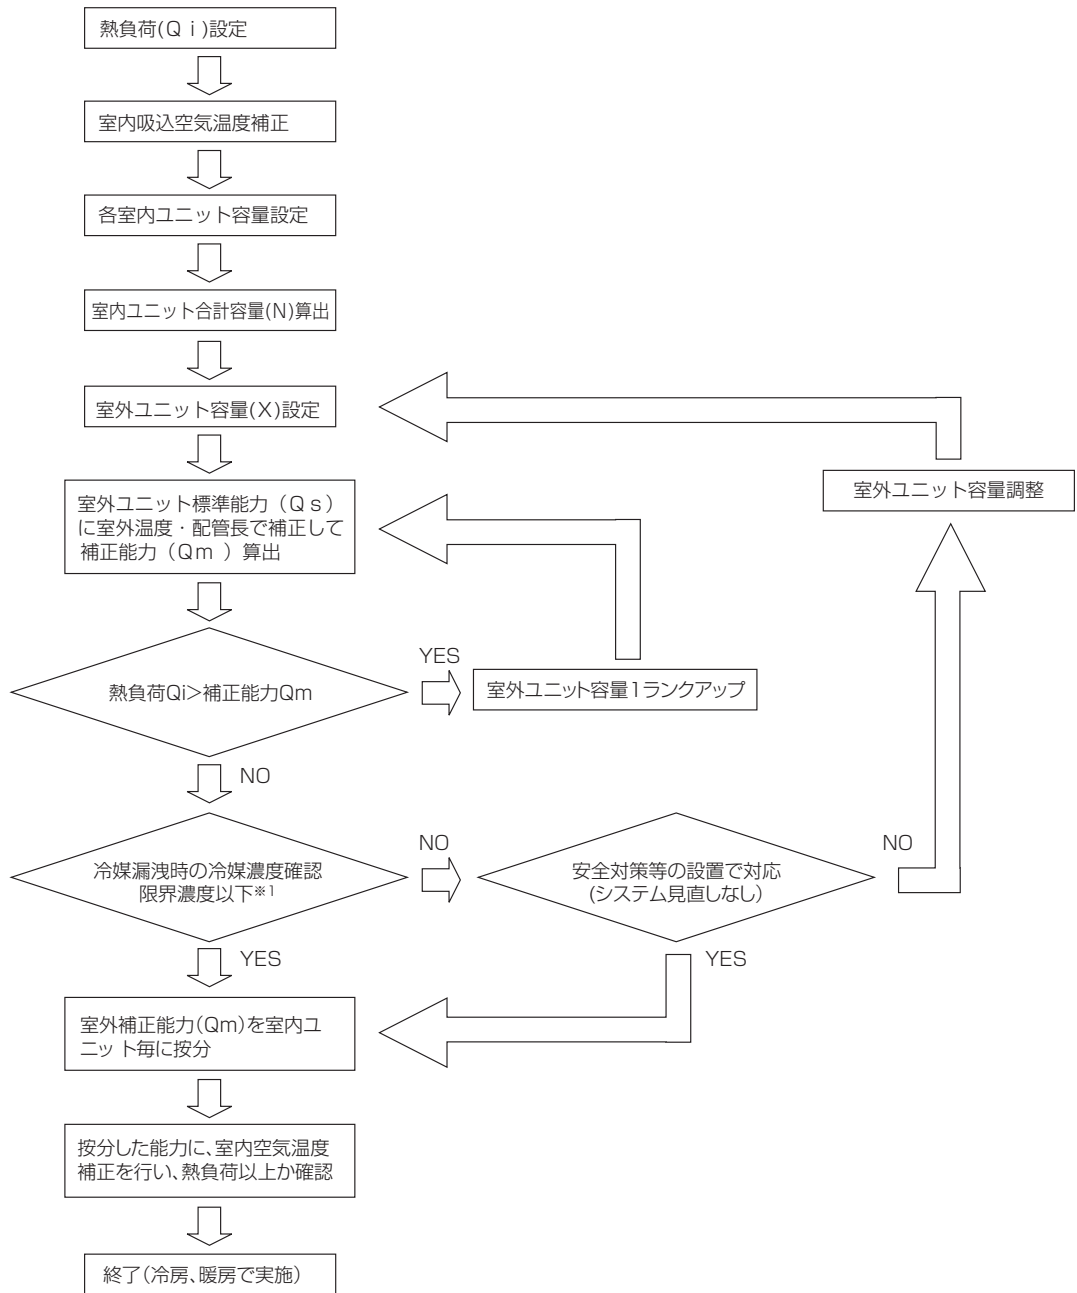 熱負荷(Ｑｉ)設定
室内吸込空気温度補正
各室内ユニット容量設定
室内ユニット合計容量(N)算出
室外ユニット容量(X)設定
室外ユニット容量調整
室外ユニット標準能力（Ｑｓ）
に室外温度・配管長で補正して
補正能力（Ｑｍ）算出
熱負荷Qi>補正能力Qm
YES
室外ユニット容量1ランクアップ
NO
冷媒漏洩時の冷媒濃度確認
限界濃度以下※1
NO
安全対策等の設置で対応
(システム見直しなし)
NO
YES
YES
室外補正能力(Qm)を室内ユ
ニット毎に按分
按分した能力に、室内空気温度
補正を行い、熱負荷以上か確認
終了(冷房、暖房で実施)